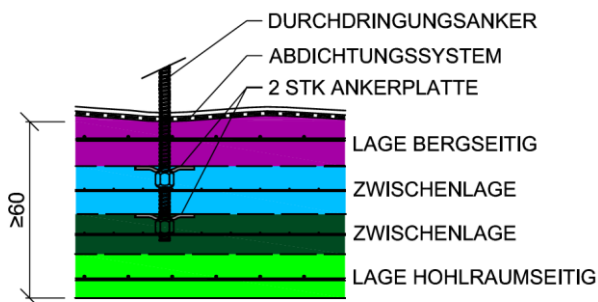 DURCHDRINGUNGSANKER
ABDICHTUNGSSYSTEM
2 STK ANKERPLATTE
LAGE BERGSEITIG
ZWISCHENLAGE
ZWISCHENLAGE
LAGE HOHLRAUMSEITIG
≥60